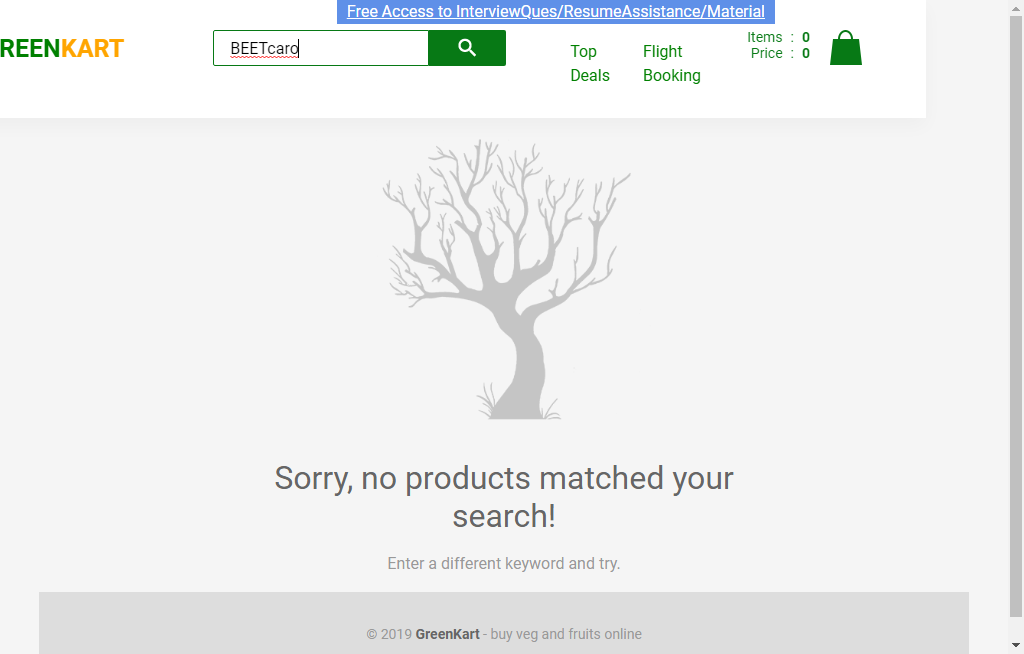 Free Access to InterviewQues/ResumeAssistance/Material
REENKART
BEETcaro
Top Deals
Flight Booking
Items : 0
Price : 0
Sorry, no products matched your
search!
Enter a different keyword and try.
© 2019 GreenKart - buy veg and fruits online